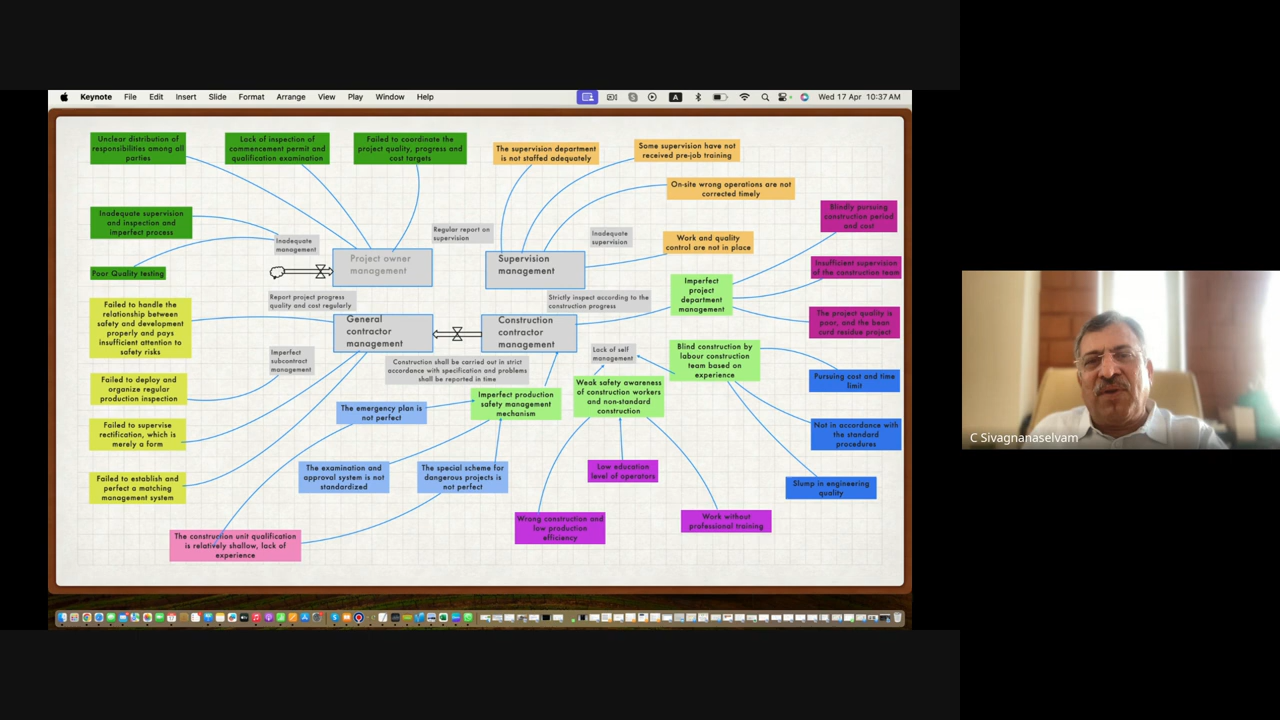 Keynote File Edit Insert Slide Format Arrange View Play Window Help
A
Wed 17 Apr 10:37 AM
Unclear distribution of
responsibilities among all
parties
Lack of inspection of
commencement permit and
qualification examination
Failed to coordinate the
project quality, progress and
cost targets
The supervision department
is not staffed adequately
Some supervision have not
received pre-job training
On-site wrong operations are not
corrected timely
Blindly pursuing
construction period
and cost
Inadequate supervision
and inspection and
imperfect process
Inadequate
management
Regular report on
supervision
Inadequate
supervision
Work and quality
control are not in place
Poor Quality testing
Project owner
management
Supervision
management
Insufficient supervision
of the construction team
Imperfect
project
department
management
Report project progress
quality and cost regularly
Strictly inspect according to the
construction progress
Failed to handle the
relationship between
safety and development
properly and pays
insufficient attention to
safety risks
General
contractor
management
Construction
contractor
management
The project quality is
poor, and the bean
curd residue project
Imperfect
subcontract
management
Construction shall be carried out in strict
accordance with specification and problems
shall be reported in time
Lack of self
management
Blind construction by
labour construction
team based on
experience
Failed to deploy and
organize regular
production inspection
Pursuing cost and time
limit
The emergency plan is
not perfect
Imperfect production
safety management
mechanism
Weak safety awareness
of construction workers
and non-standard
construction
Failed to supervise
rectification, which is
merely a form
Not in accordance with
the standard
procedures
Failed to establish and
perfect a matching
management system
The examination and
approval system is not
standardized
The special scheme for
dangerous projects is
not perfect
Low education
level of operators
Slump in engineering
quality
The construction unit qualification
is relatively shallow, lack of
experience
Wrong construction and
low production
efficiency
Work without
professional training
C Sivagnanaselvam